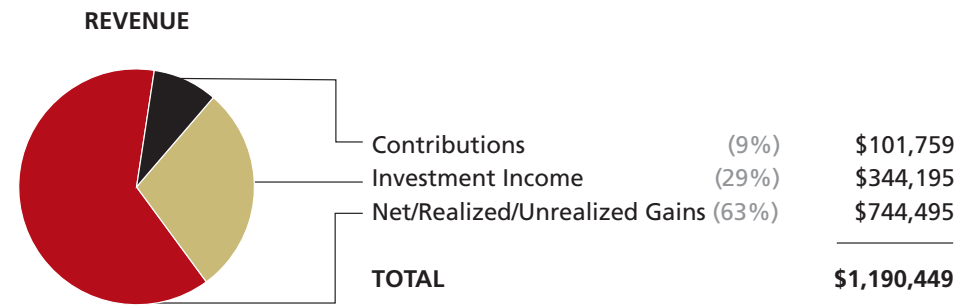 REVENUE
Contributions (9%) $101,759
Investment Income (29%) $344,195
Net/Realized/Unrealized Gains (63%) $744,495
TOTAL $1,190,449